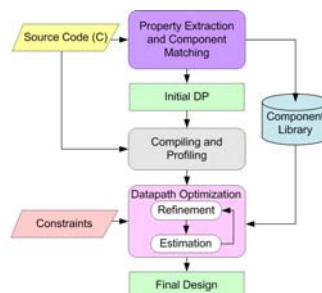 Source Code (C)
Property Extraction
and Component
Matching
Initial DP
Component
Library
Compiling and
Profiling
Datapath Optimization
Refinement
Constraints
Estimation
Final Design